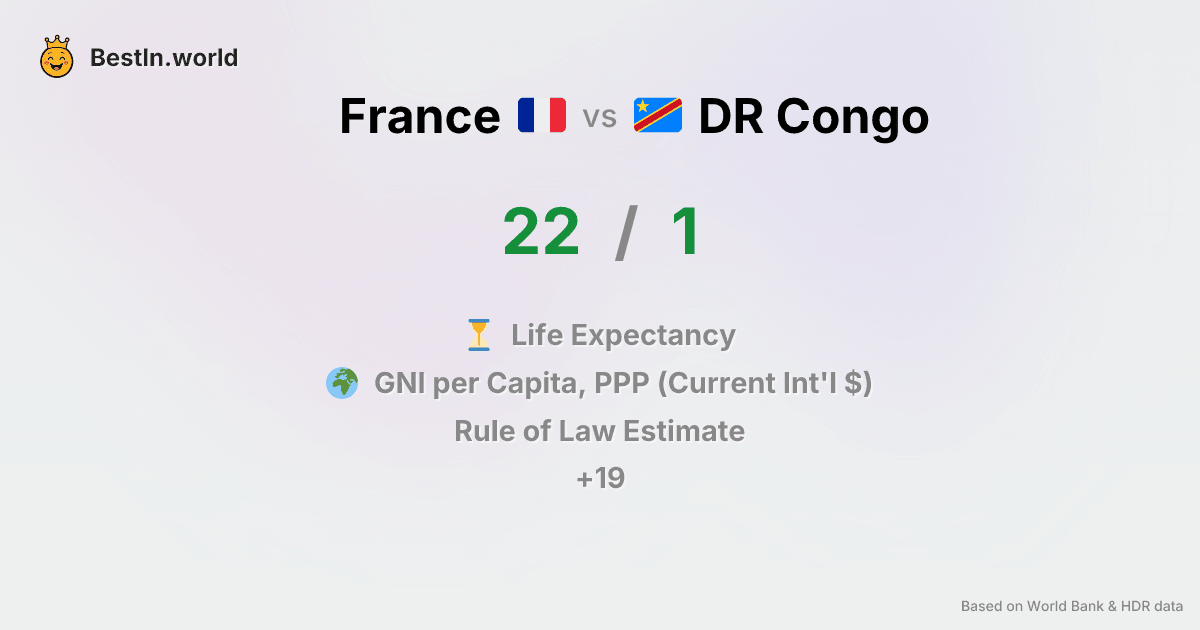 BestIn.world
France vs DR Congo
22 / 1
Life Expectancy
GNI per Capita, PPP (Current Int'l $)
Rule of Law Estimate
+19
Based on World Bank & HDR data